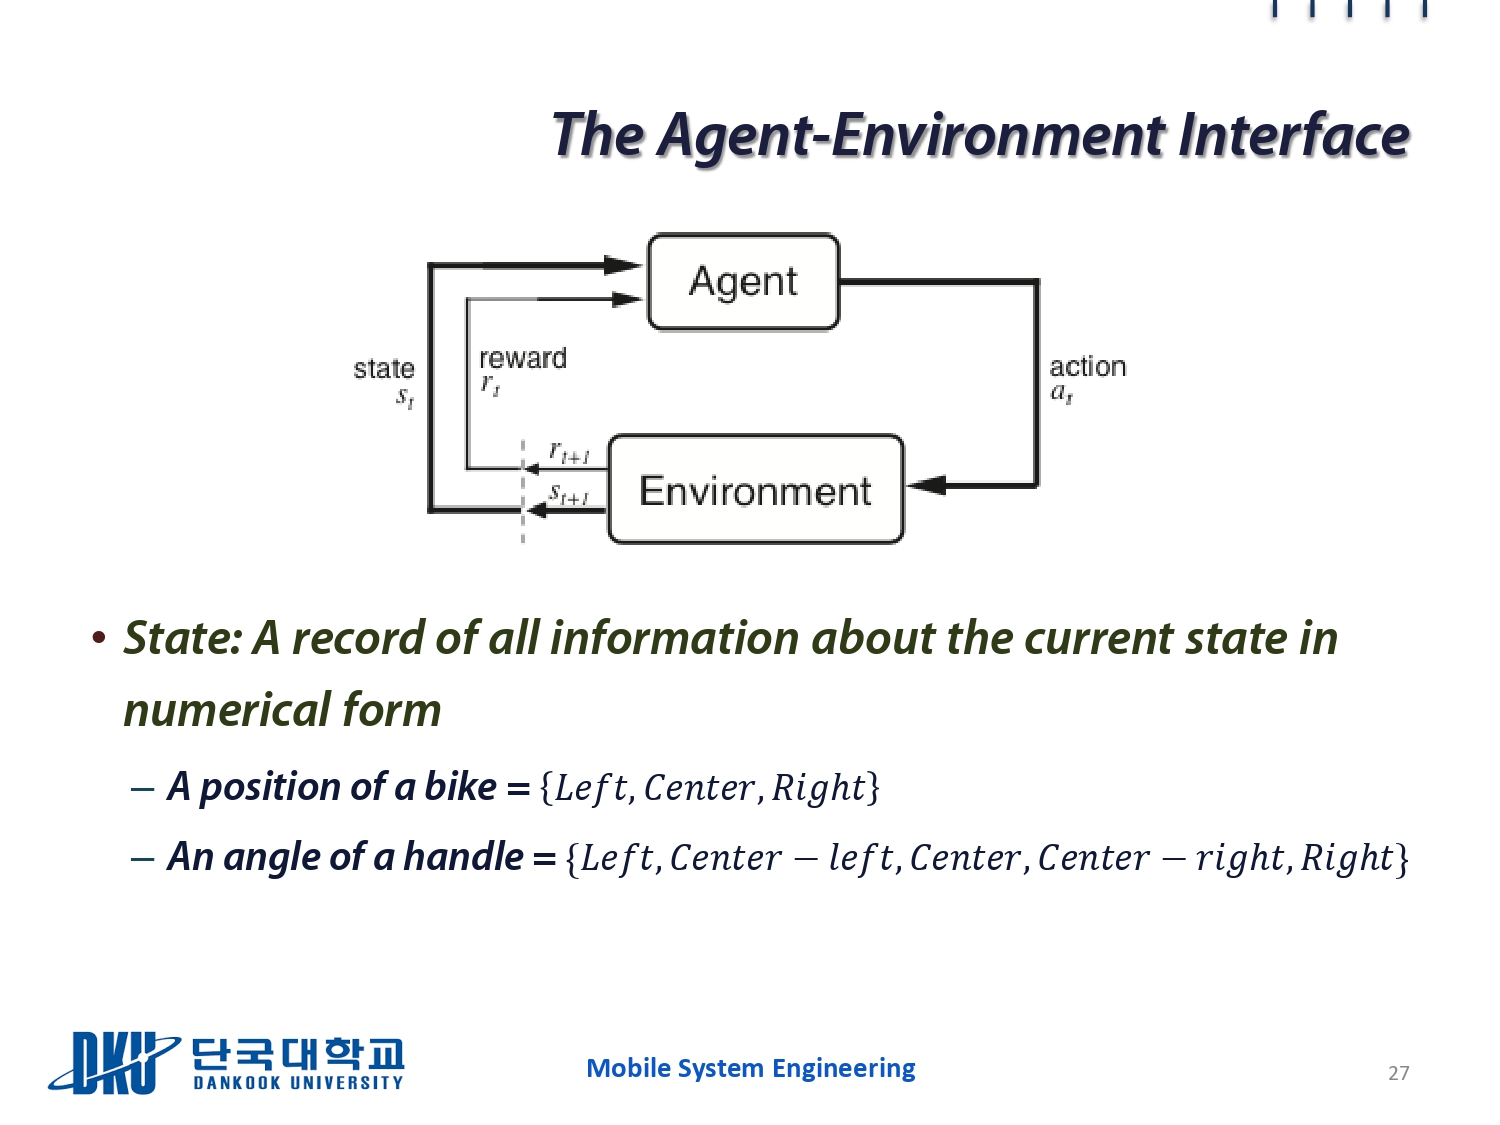 The Agent-Environment Interface
Agent
state
s_t
reward
r_t
action
a_t
r_{t+1}
s_{t+1}
Environment
• State: A record of all information about the current state in
numerical form
– A position of a bike = {Left, Center, Right}
– An angle of a handle = {Left, Center − left, Center, Center − right, Right}
DKU 단국대학교
DANKOOK UNIVERSITY
Mobile System Engineering
27